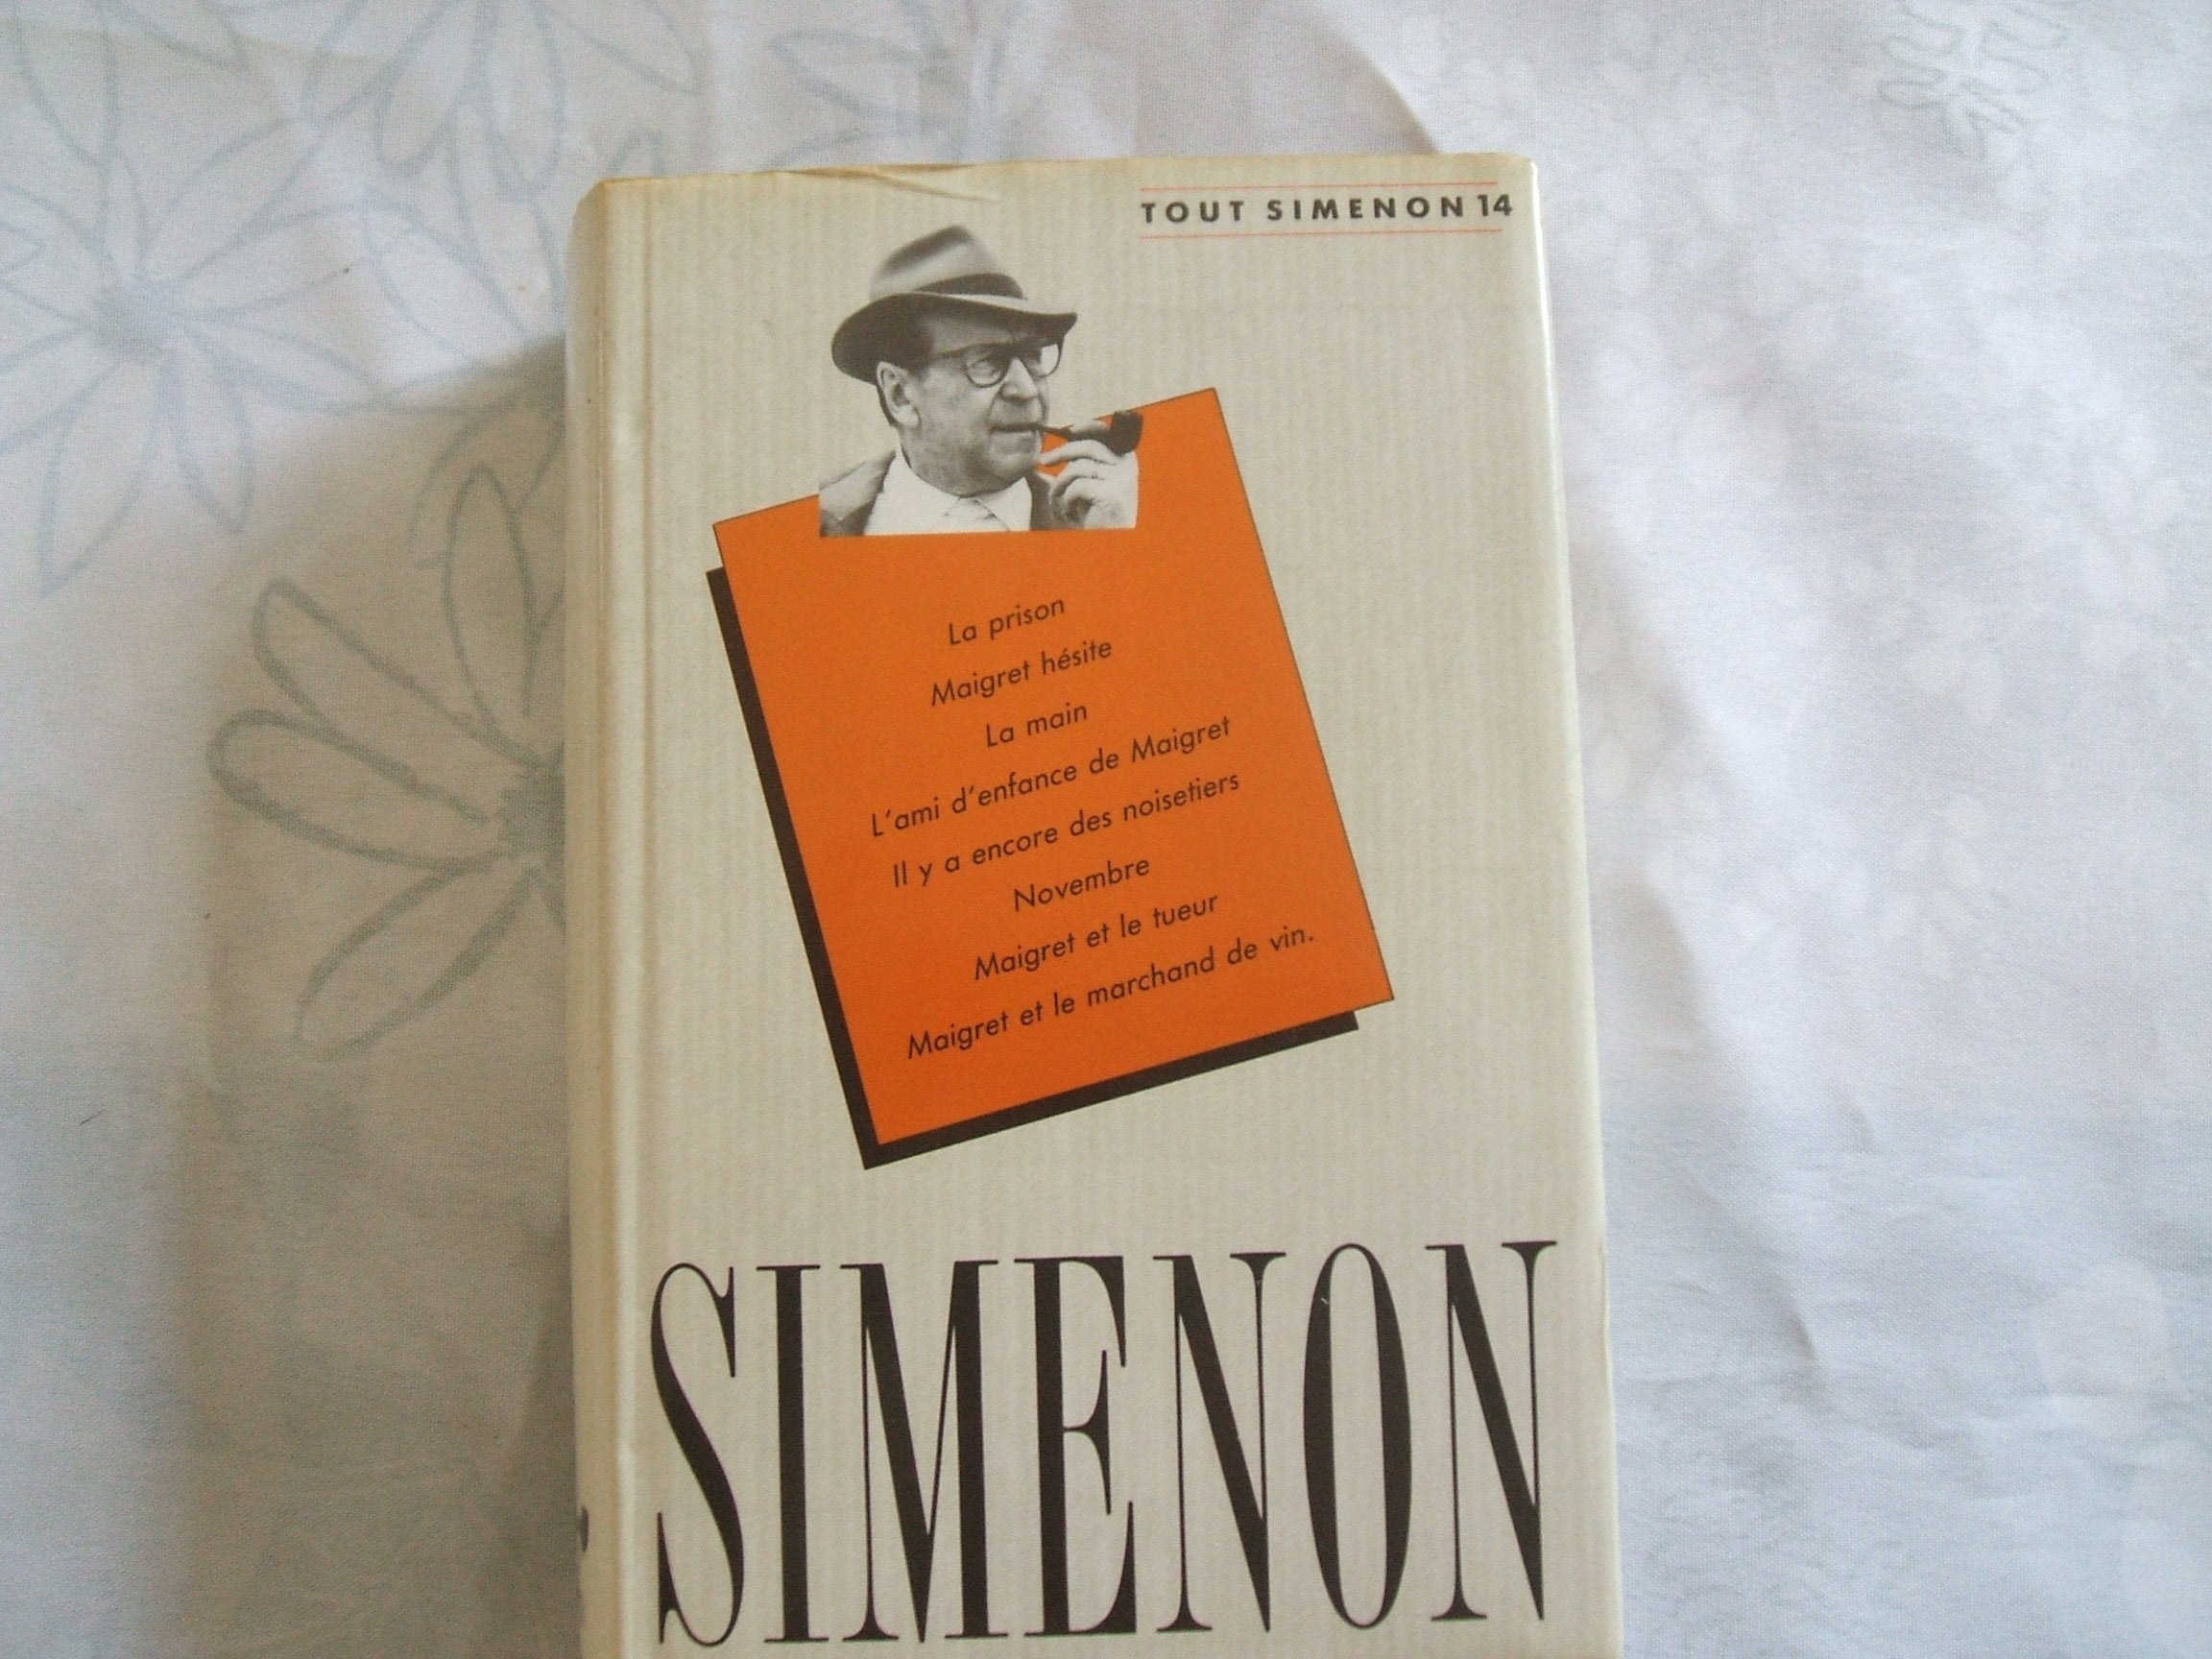 TOUT SIMENON 14
La prison
Maigret hésite
La main
L'ami d'enfance de Maigret
Il y a encore des noisetiers
Novembre
Maigret et le tueur
Maigret et le marchand de vin.
SIMENON